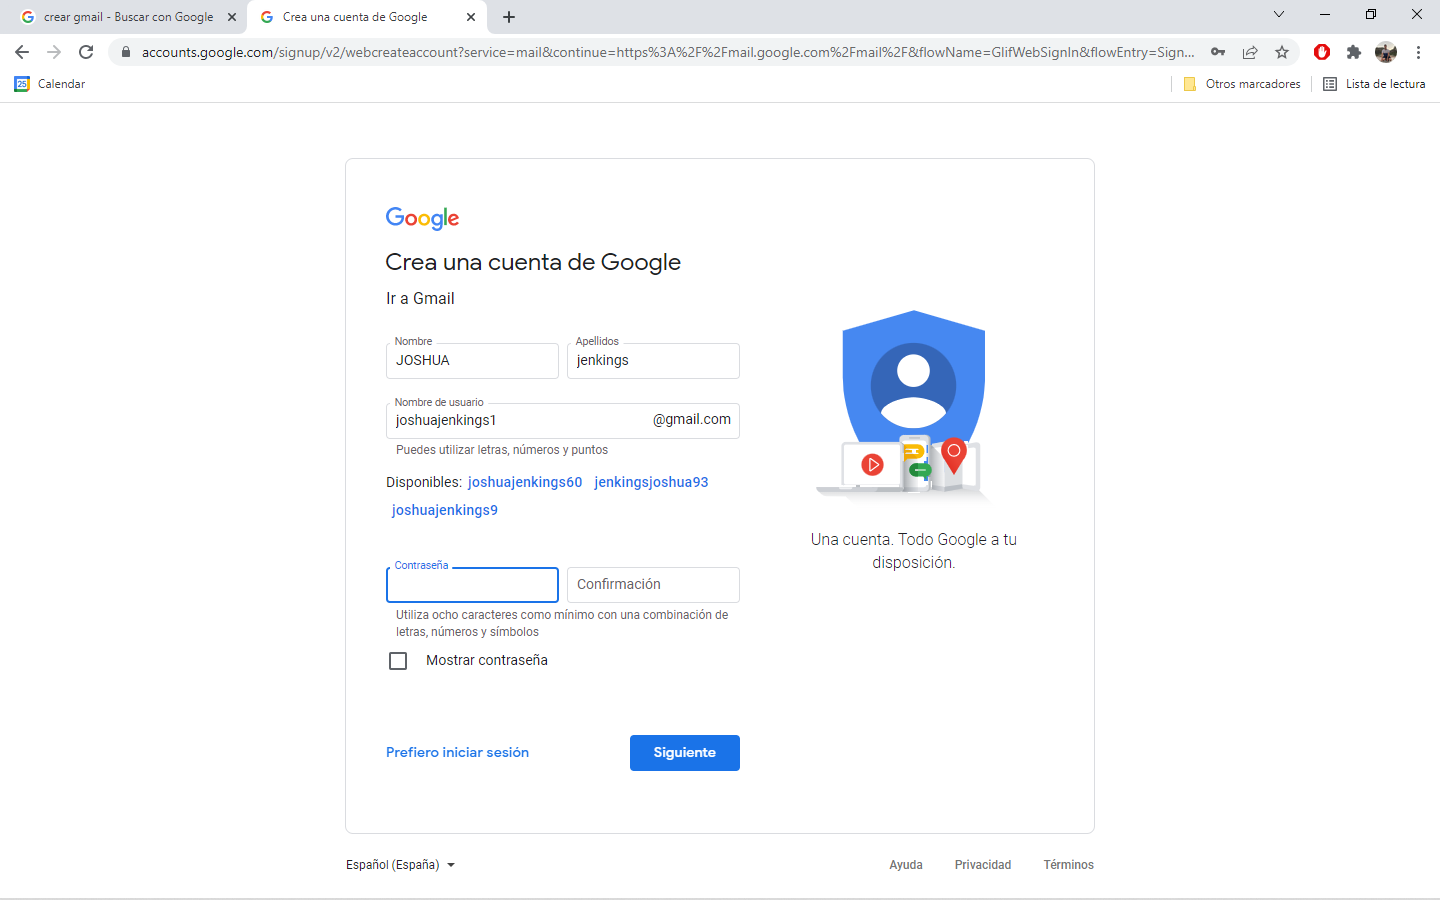 crear gmail - Buscar con Google
Crea una cuenta de Google
accounts.google.com/signup/v2/webcreateaccount?service=mail&continue=https%3A%2F%2Fmail.google.com%2Fmail%2F&flowName=GlifWebSignIn&flowEntry=Sign...
25 Calendar
Otros marcadores
Lista de lectura
Google
Crea una cuenta de Google
Ir a Gmail
Nombre
Apellidos
JOSHUA
jenkings
Nombre de usuario
joshuajenkings1 @gmail.com
Puedes utilizar letras, números y puntos
Disponibles: joshuajenkings60 jenkingsjoshua93
joshuajenkings9
Contraseña
Confirmación
Utiliza ocho caracteres como mínimo con una combinación de
letras, números y símbolos
Mostrar contraseña
Prefiero iniciar sesión
Siguiente
Una cuenta. Todo Google a tu
disposición.
Español (España)
Ayuda Privacidad Términos